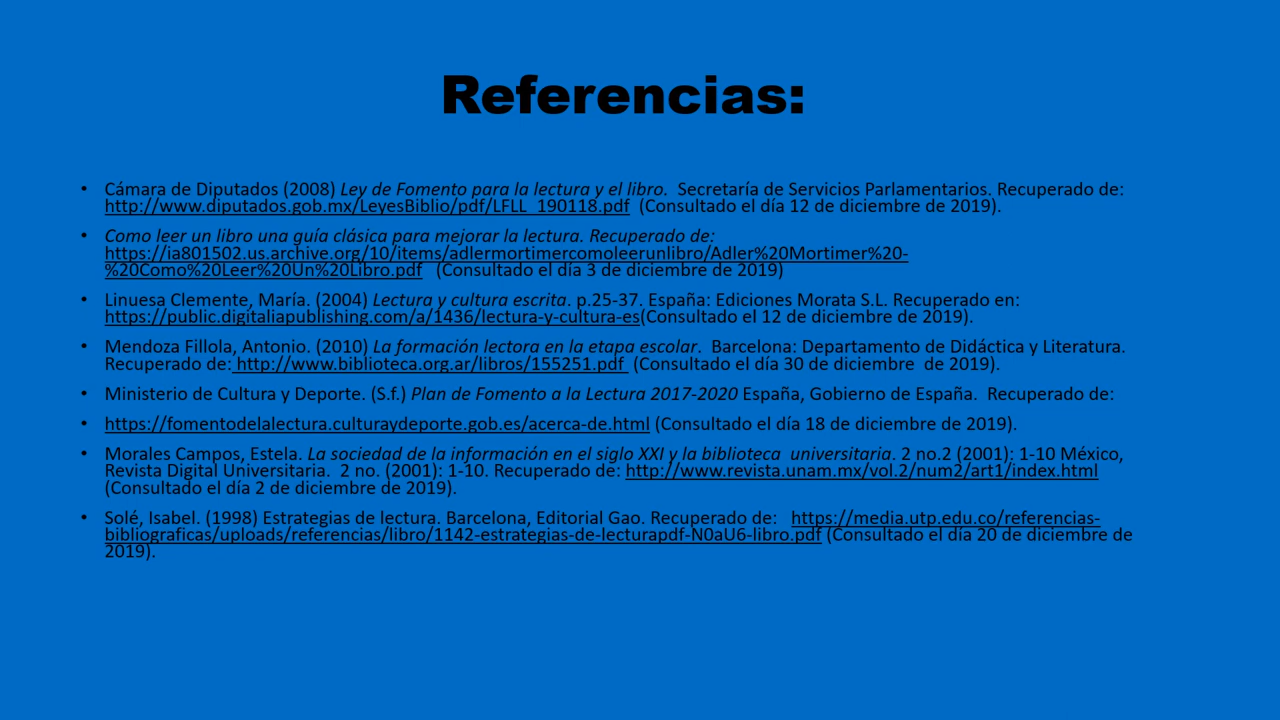 Referencias:
• Cámara de Diputados (2008) Ley de Fomento para la lectura y el libro.  Secretaría de Servicios Parlamentarios. Recuperado de:
http://www.diputados.gob.mx/LeyesBiblio/pdf/LFLL_190118.pdf  (Consultado el día 12 de diciembre de 2019).
• Como leer un libro una guía clásica para mejorar la lectura. Recuperado de:
https://ia801502.us.archive.org/10/items/adlermortimercomoleerunlibro/Adler%20Mortimer%20-
%20Como%20Leer%20Un%20Libro.pdf   (Consultado el día 3 de diciembre de 2019)
• Linuesa Clemente, María. (2004) Lectura y cultura escrita. p.25-37. España: Ediciones Morata S.L. Recuperado en:
https://public.digitaliapublishing.com/a/1436/lectura-y-cultura-es(Consultado el 12 de diciembre de 2019).
• Mendoza Fillola, Antonio. (2010) La formación lectora en la etapa escolar.  Barcelona: Departamento de Didáctica y Literatura.
Recuperado de: http://www.biblioteca.org.ar/libros/155251.pdf  (Consultado el día 30 de diciembre  de 2019).
• Ministerio de Cultura y Deporte. (S.f.) Plan de Fomento a la Lectura 2017-2020 España, Gobierno de España.  Recuperado de:
• https://fomentodelalectura.culturaydeporte.gob.es/acerca-de.html (Consultado el día 18 de diciembre de 2019).
• Morales Campos, Estela. La sociedad de la información en el siglo XXI y la biblioteca  universitaria. 2 no.2 (2001): 1-10 México,
Revista Digital Universitaria.  2 no. (2001): 1-10. Recuperado de: http://www.revista.unam.mx/vol.2/num2/art1/index.html
(Consultado el día 2 de diciembre de 2019).
• Solé, Isabel. (1998) Estrategias de lectura. Barcelona, Editorial Gao. Recuperado de:   https://media.utp.edu.co/referencias-
bibliograficas/uploads/referencias/libro/1142-estrategias-de-lecturapdf-N0aU6-libro.pdf (Consultado el día 20 de diciembre de
2019).